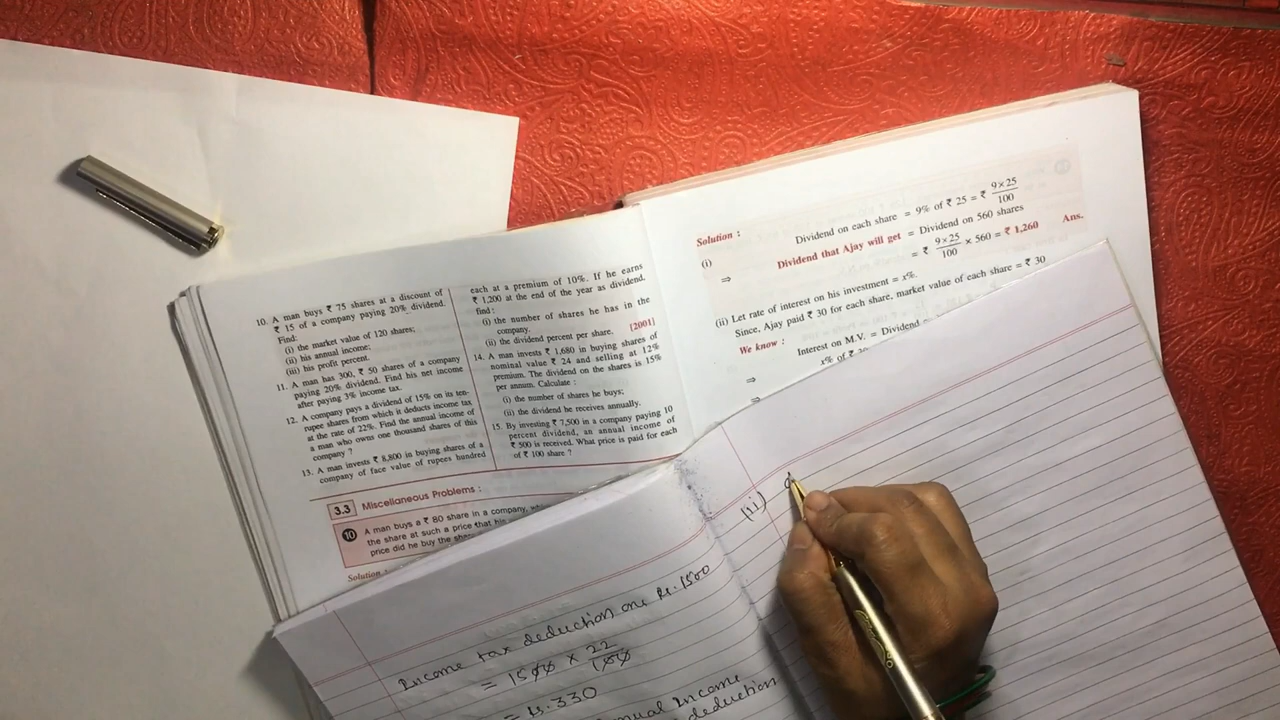 10. A man buys ₹ 75 shares at a discount of
₹ 15 of a company paying 20% dividend.
Find:
(i) the market value of 120 shares;
(ii) his annual income;
(iii) his profit percent.
11. A man has 300, ₹ 50 shares of a company
paying 20% dividend. Find his net income
after paying 3% income tax.
12. A company pays a dividend of 15% on its ten-
rupee shares from which it deducts income tax
at the rate of 22%. Find the annual income of
a man who owns one thousand shares of this
company ?
13. A man invests ₹ 8,800 in buying shares of a
company of face value of rupees hundred
each at a premium of 10%. If he earns
₹ 1,200 at the end of the year as dividend,
find :
(i) the number of shares he has in the
company.
(ii) the dividend percent per share. [2001]
14. A man invests ₹ 1,680 in buying shares of
nominal value ₹ 24 and selling at 12%
premium. The dividend on the shares is 15%
per annum. Calculate :
(i) the number of shares he buys;
(ii) the dividend he receives annually.
15. By investing ₹ 7,500 in a company paying 10
percent dividend, an annual income of
₹ 500 is received. What price is paid for each
of ₹ 100 share ?
3.3 Miscellaneous Problems :
10 A man buys a ₹ 80 share in a company,
the share at such a price that his
price did he buy the
Solution :
Solution :
Dividend on each share = 9% of ₹ 25 = ₹ 9×25/100
(i) Dividend that Ajay will get = Dividend on 560 shares
⇒ = ₹ 9×25/100 × 560 = ₹ 1,260 Ans.
(ii) Let rate of interest on his investment = x%.
Since, Ajay paid ₹ 30 for each share, market value of each share = ₹ 30
We know : Interest on M.V. = Dividend
⇒ x% of ₹
⇒
Income tax deduction on Rs. 1500
= 1500 × 22/100
= Rs. 330
Income
deduction
(ii)